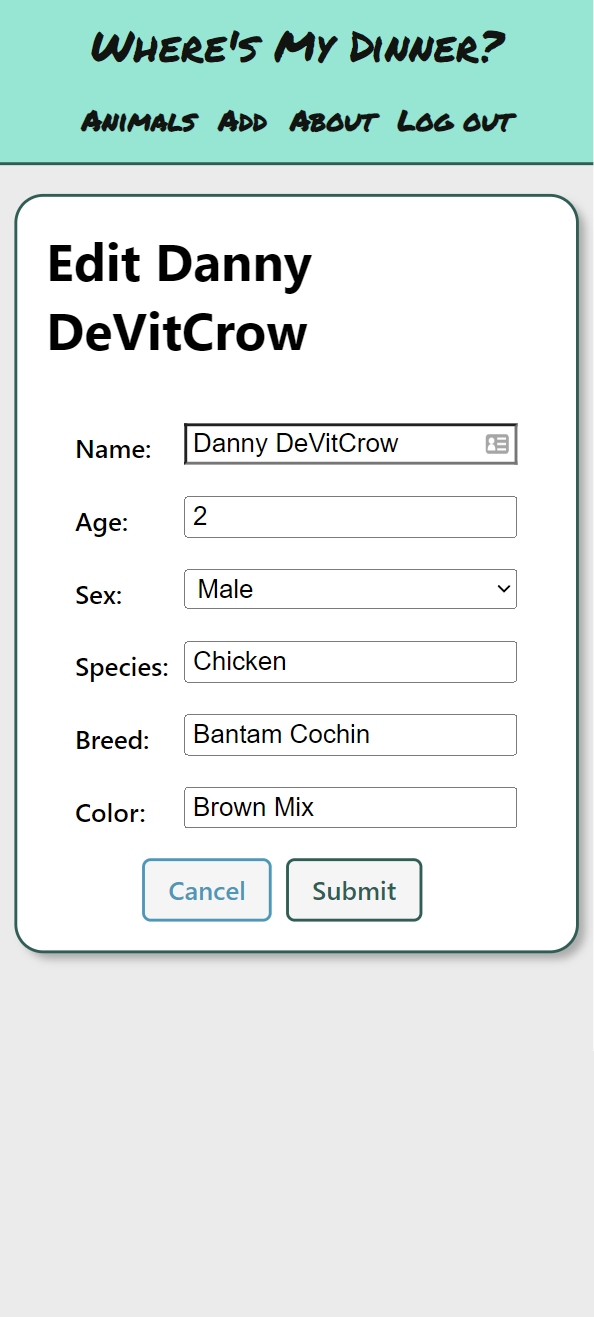 Where's My Dinner?
Animals Add About Log out
Edit Danny
DeVitCrow
Name: Danny DeVitCrow
Age: 2
Sex: Male
Species: Chicken
Breed: Bantam Cochin
Color: Brown Mix
Cancel Submit